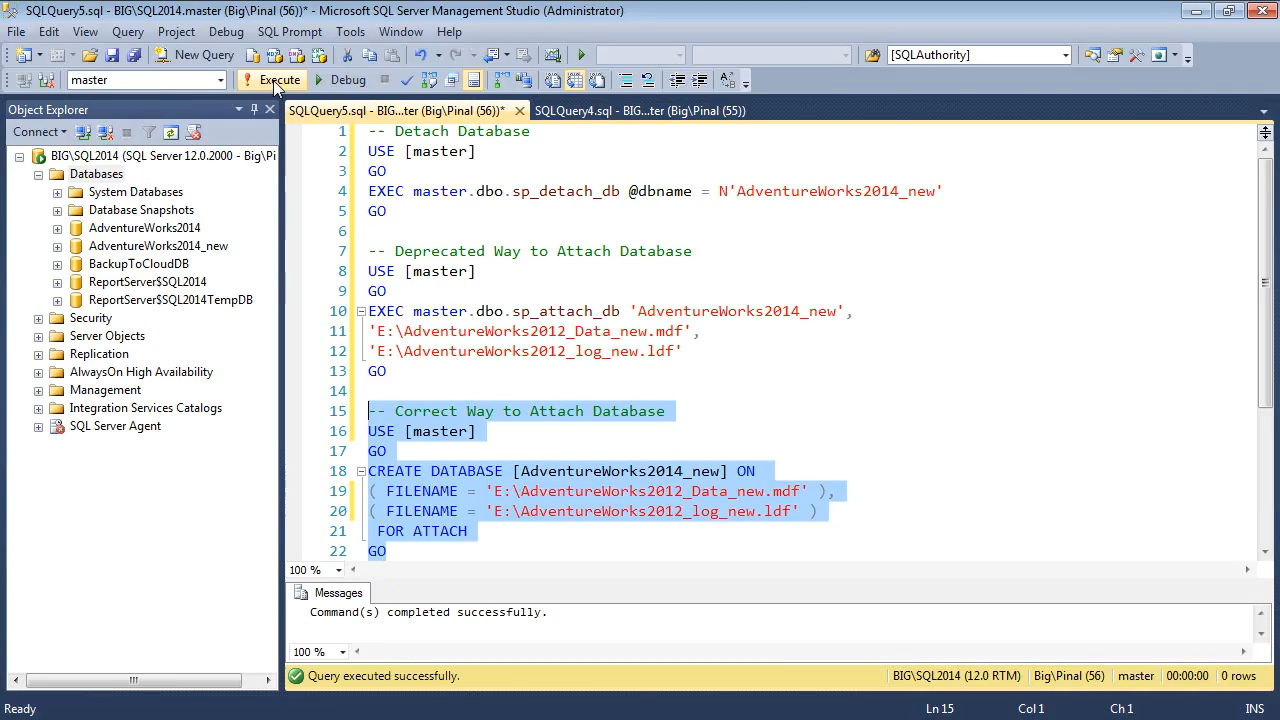 SQLQuery5.sql - BIG\SQL2014.master (Big\Pinal (56))* - Microsoft SQL Server Management Studio (Administrator)
File Edit View Query Project Debug SQL Prompt Tools Window Help
New Query [SQLAuthority]
master Execute Debug
Object Explorer
Connect
BIG\SQL2014 (SQL Server 12.0.2000 - Big\Pi
Databases
System Databases
Database Snapshots
AdventureWorks2014
AdventureWorks2014_new
BackupToCloudDB
ReportServer$SQL2014
ReportServer$SQL2014TempDB
Security
Server Objects
Replication
AlwaysOn High Availability
Management
Integration Services Catalogs
SQL Server Agent
SQLQuery5.sql - BIG...ter (Big\Pinal (56))* SQLQuery4.sql - BIG...ter (Big\Pinal (55))
1 -- Detach Database
2 USE [master]
3 GO
4 EXEC master.dbo.sp_detach_db @dbname = N'AdventureWorks2014_new'
5 GO
6
7 -- Deprecated Way to Attach Database
8 USE [master]
9 GO
10 EXEC master.dbo.sp_attach_db 'AdventureWorks2014_new',
11 'E:\AdventureWorks2012_Data_new.mdf',
12 'E:\AdventureWorks2012_log_new.ldf'
13 GO
14
15 -- Correct Way to Attach Database
16 USE [master]
17 GO
18 CREATE DATABASE [AdventureWorks2014_new] ON
19 ( FILENAME = 'E:\AdventureWorks2012_Data_new.mdf' ),
20 ( FILENAME = 'E:\AdventureWorks2012_log_new.ldf' )
21 FOR ATTACH
22 GO
100 %
Messages
Command(s) completed successfully.
100 %
Query executed successfully. BIG\SQL2014 (12.0 RTM) Big\Pinal (56) master 00:00:00 0 rows
Ready Ln 15 Col 1 Ch 1 INS